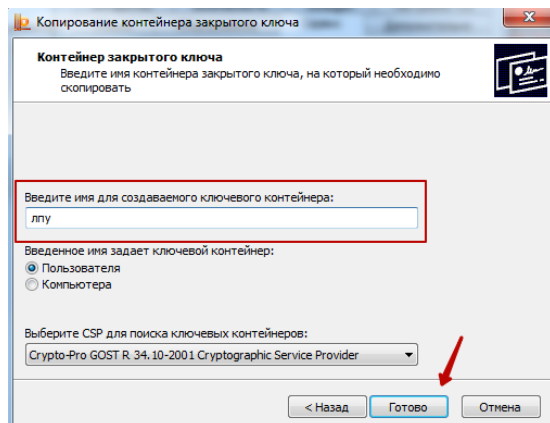 Копирование контейнера закрытого ключа
Контейнер закрытого ключа
Введите имя контейнера закрытого ключа, на который необходимо
скопировать
Введите имя для создаваемого ключевого контейнера:
лпу
Введенное имя задает ключевой контейнер:
Пользователя
Компьютера
Выберите CSP для поиска ключевых контейнеров:
Crypto-Pro GOST R 34.10-2001 Cryptographic Service Provider
< Назад
Готово
Отмена